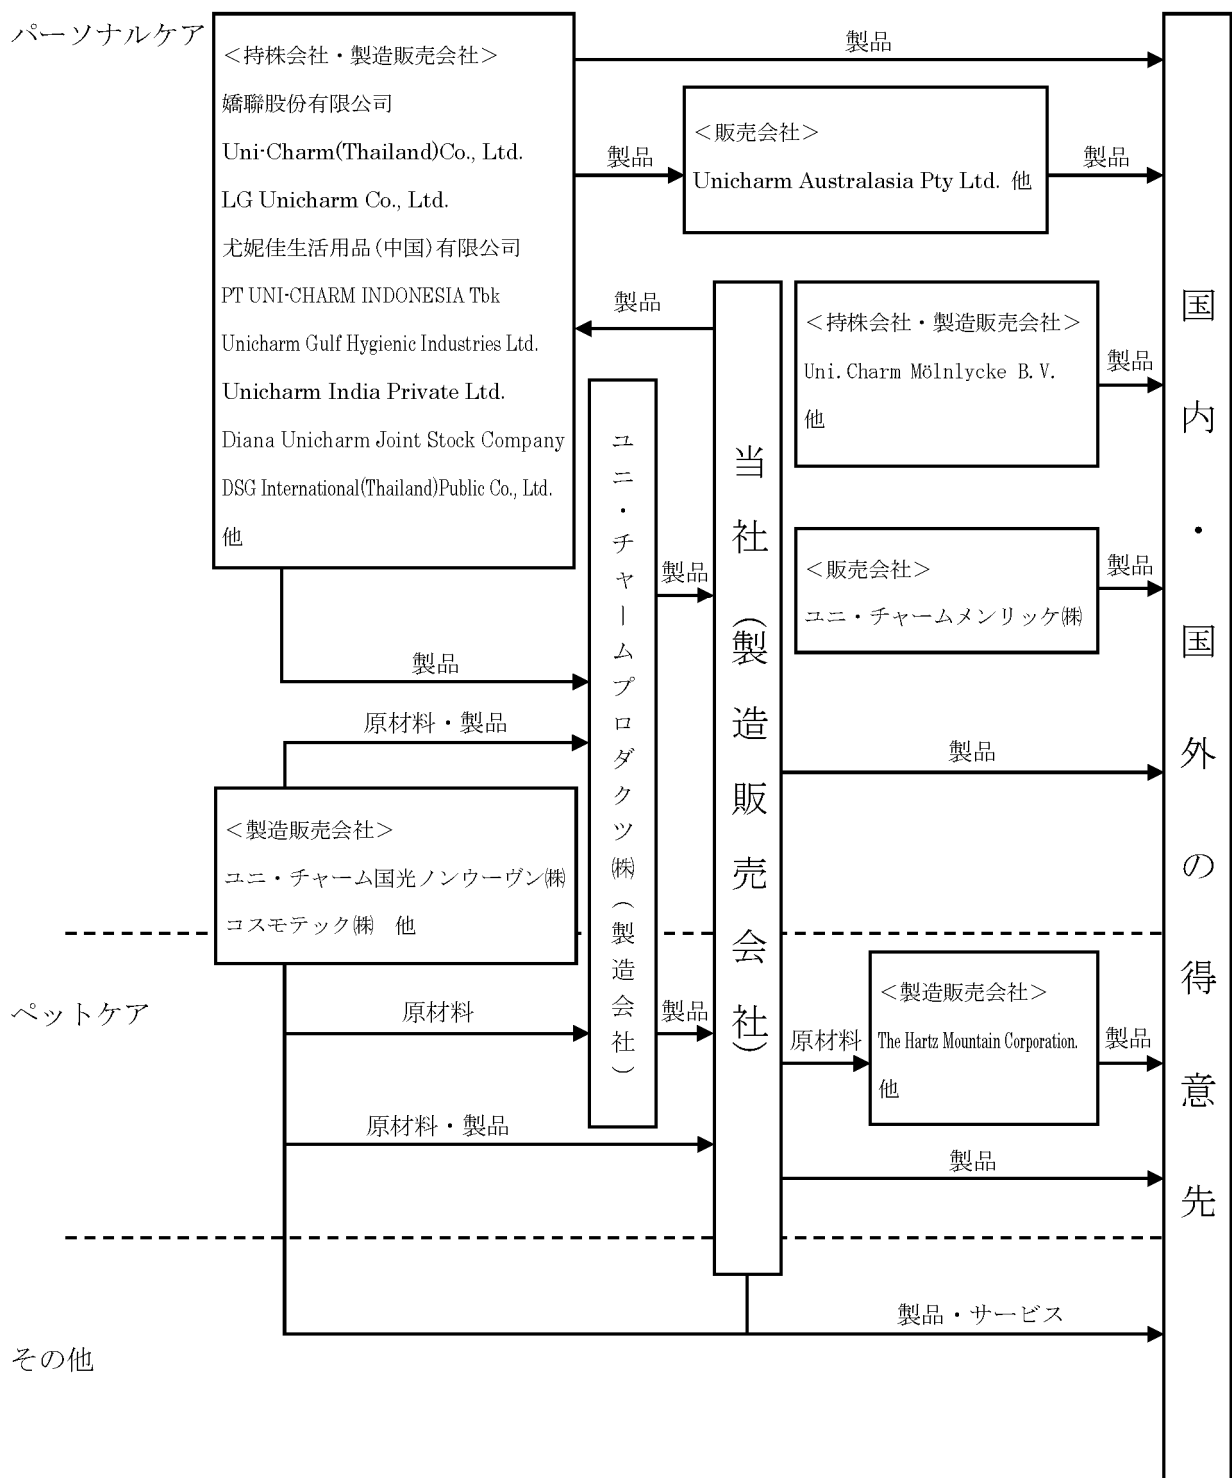 パーソナルケア
＜持株会社・製造販売会社＞
嬌聯股份有限公司
Uni-Charm(Thailand)Co., Ltd.
LG Unicharm Co., Ltd.
尤妮佳生活用品(中国)有限公司
PT UNI-CHARM INDONESIA Tbk
Unicharm Gulf Hygienic Industries Ltd.
Unicharm India Private Ltd.
Diana Unicharm Joint Stock Company
DSG International(Thailand)Public Co., Ltd.
他
製品
製品
＜販売会社＞
Unicharm Australasia Pty Ltd. 他
製品
製品
＜持株会社・製造販売会社＞
Uni.Charm Mölnlycke B.V.
他
製品
＜販売会社＞
ユニ・チャームメンリッケ㈱
製品
製品
製品
原材料・製品
ユニ・チャームプロダクツ㈱（製造会社）
当社（製造販売会社）
国内・国外の得意先
製品
＜製造販売会社＞
ユニ・チャーム国光ノンウーヴン㈱
コスモテック㈱　他
ペットケア
原材料
製品
原材料
＜製造販売会社＞
The Hartz Mountain Corporation.
他
製品
原材料・製品
製品
製品・サービス
その他